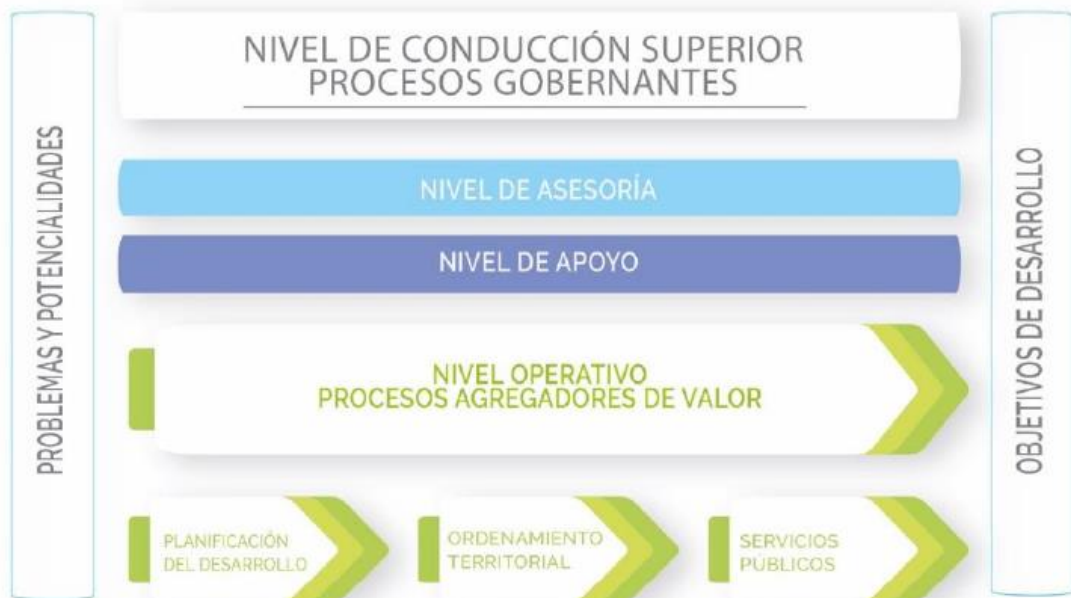 PROBLEMAS Y POTENCIALIDADES
NIVEL DE CONDUCCIÓN SUPERIOR
PROCESOS GOBERNANTES
NIVEL DE ASESORÍA
NIVEL DE APOYO
NIVEL OPERATIVO
PROCESOS AGREGADORES DE VALOR
PLANIFICACIÓN
DEL DESARROLLO
ORDENAMIENTO
TERRITORIAL
SERVICIOS
PÚBLICOS
OBJETIVOS DE DESARROLLO